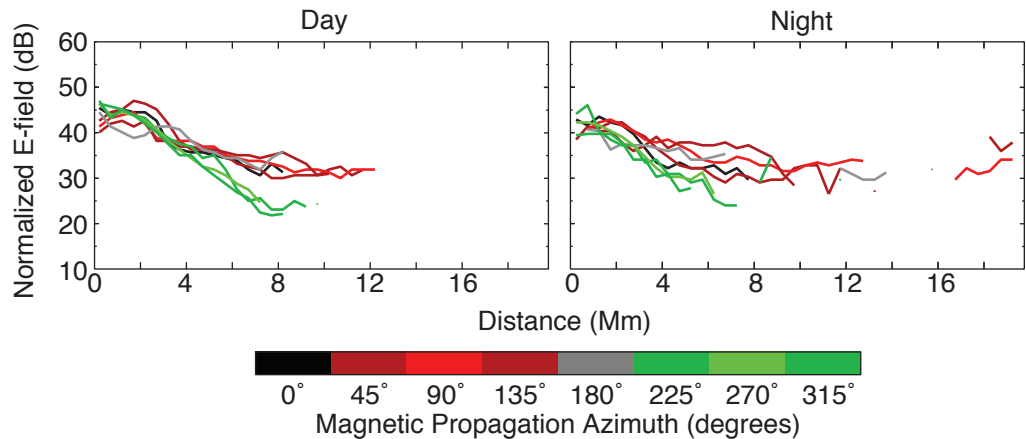 Day Night
Normalized E-field (dB)
60
50
40
30
20
10
0 4 8 12 16 0 4 8 12 16
Distance (Mm)
0° 45° 90° 135° 180° 225° 270° 315°
Magnetic Propagation Azimuth (degrees)